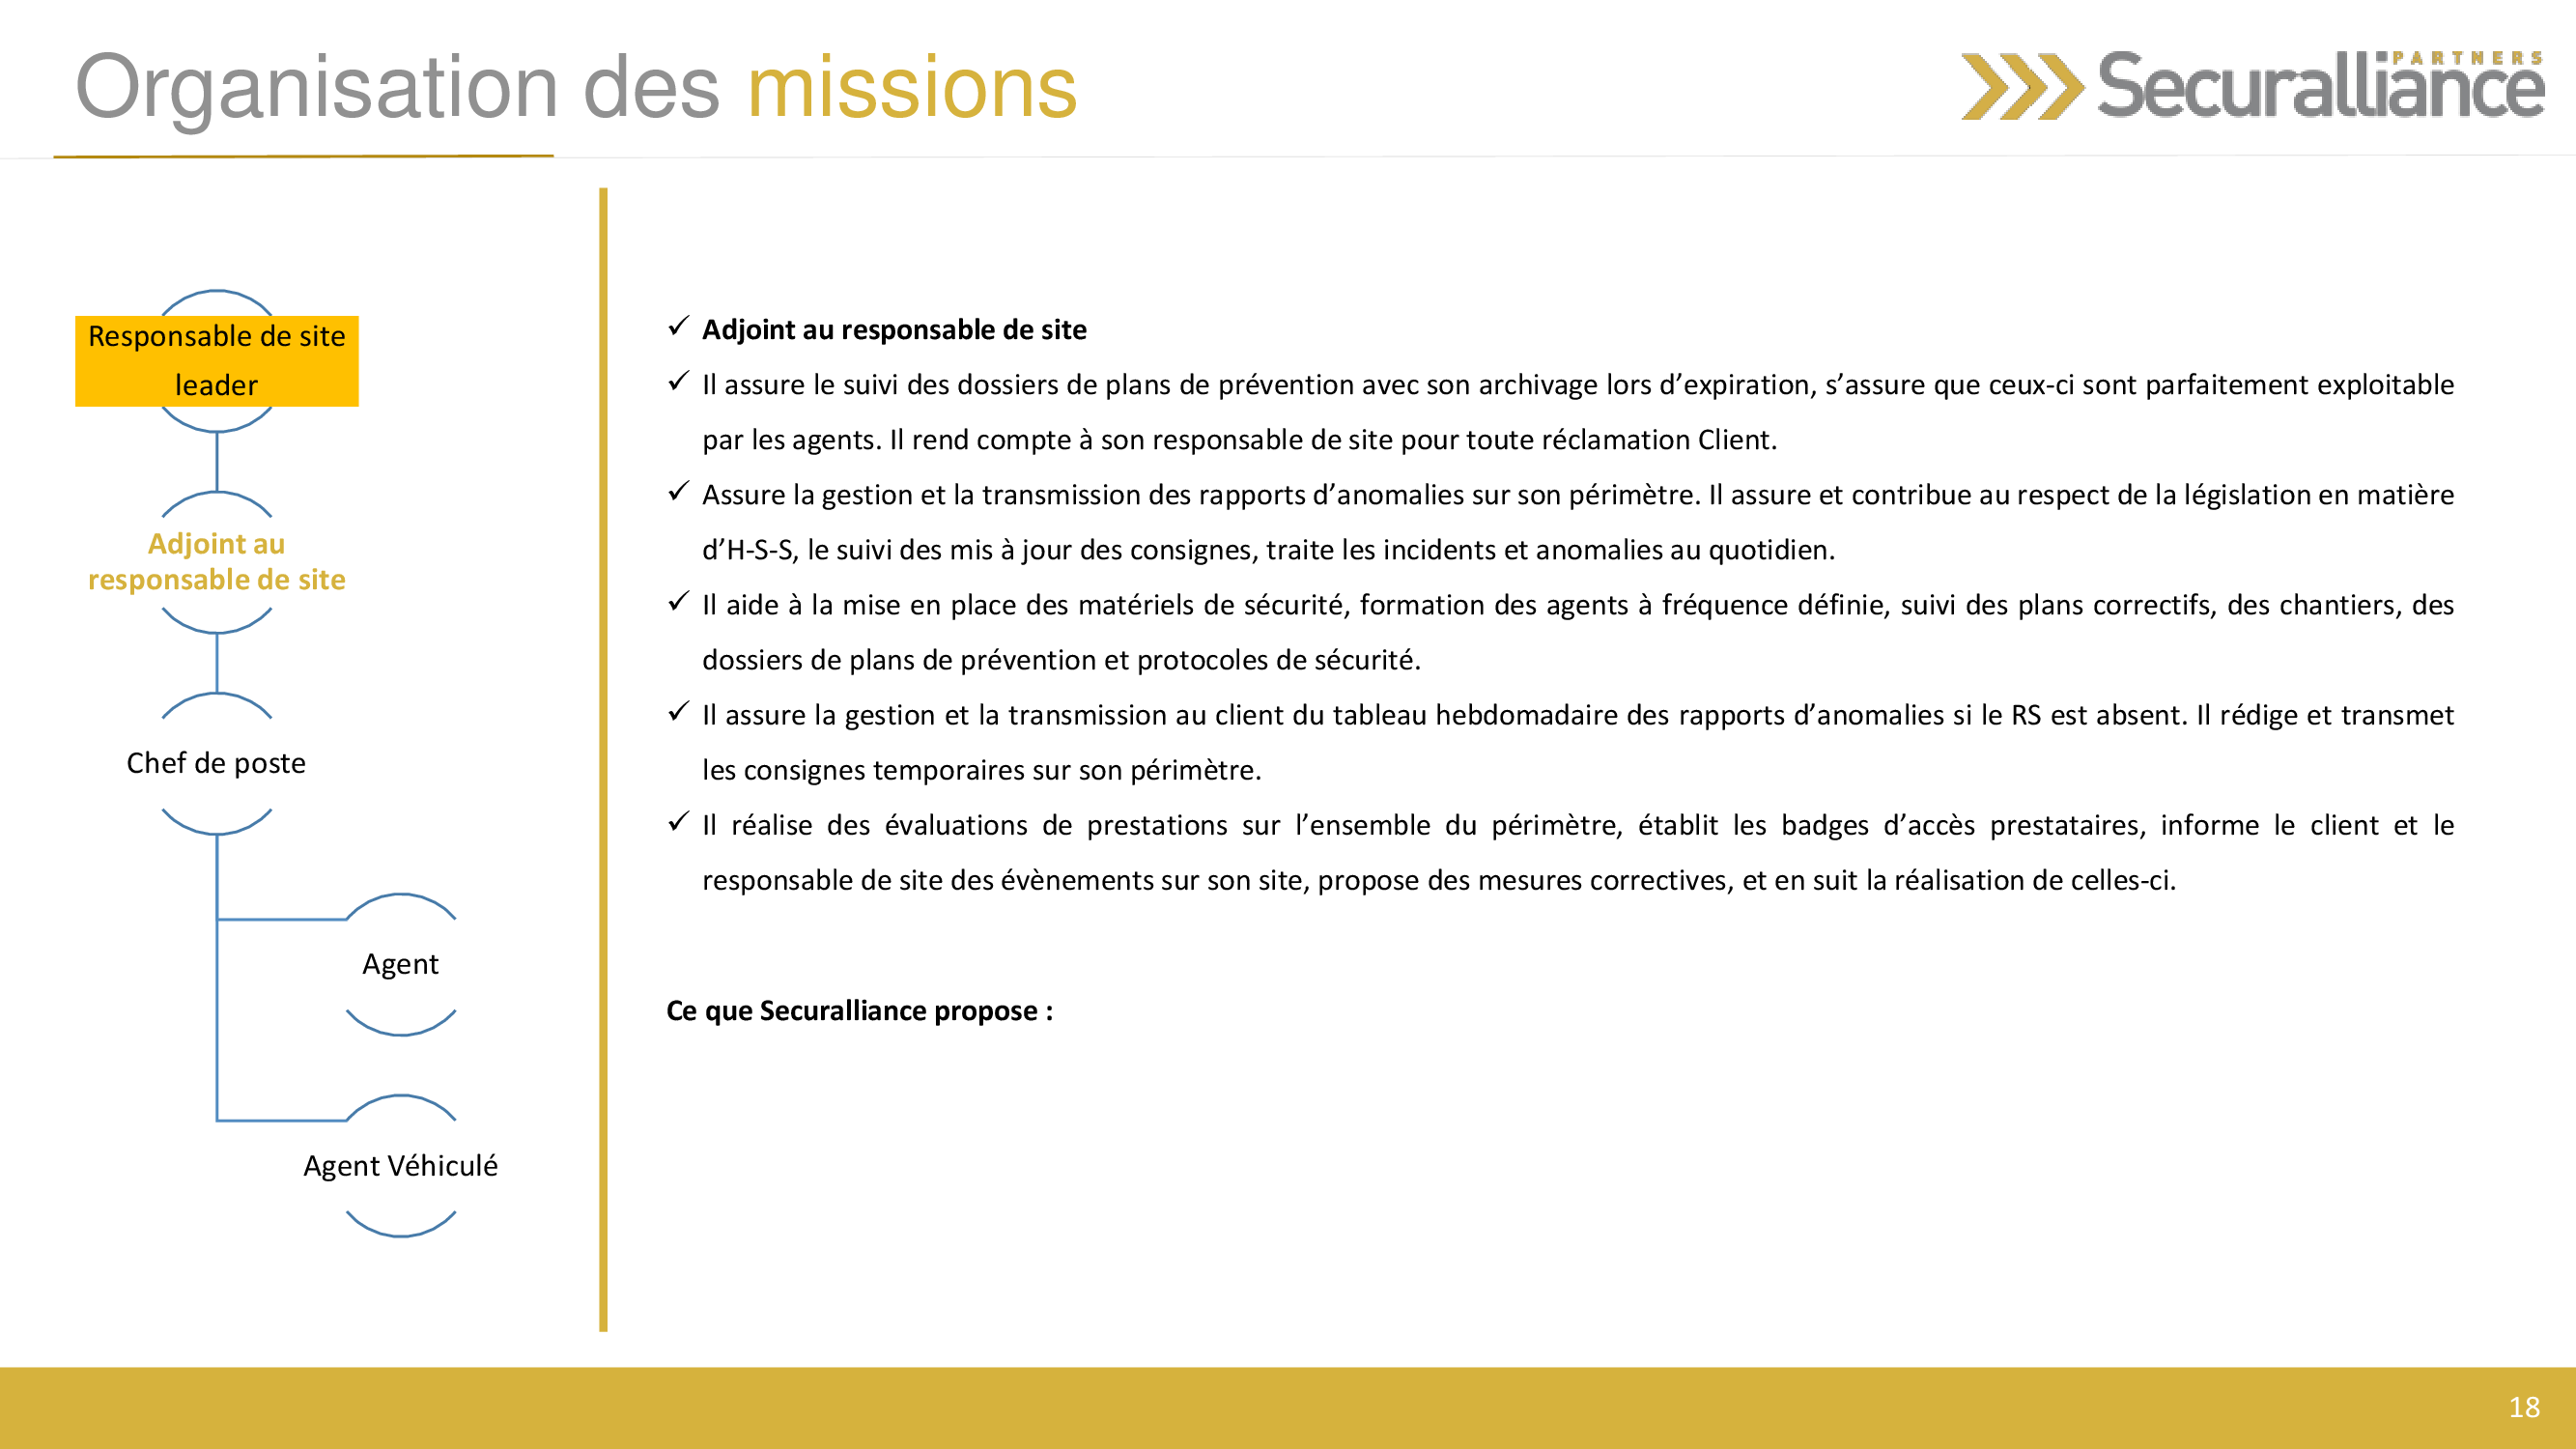 Organisation des missions
PARTNERS
Securalliance
Responsable de site
leader
Adjoint au
responsable de site
Chef de poste
Agent
Agent Véhiculé
✓ Adjoint au responsable de site
✓ Il assure le suivi des dossiers de plans de prévention avec son archivage lors d’expiration, s’assure que ceux-ci sont parfaitement exploitable
par les agents. Il rend compte à son responsable de site pour toute réclamation Client.
✓ Assure la gestion et la transmission des rapports d’anomalies sur son périmètre. Il assure et contribue au respect de la législation en matière
d’H-S-S, le suivi des mis à jour des consignes, traite les incidents et anomalies au quotidien.
✓ Il aide à la mise en place des matériels de sécurité, formation des agents à fréquence définie, suivi des plans correctifs, des chantiers, des
dossiers de plans de prévention et protocoles de sécurité.
✓ Il assure la gestion et la transmission au client du tableau hebdomadaire des rapports d’anomalies si le RS est absent. Il rédige et transmet
les consignes temporaires sur son périmètre.
✓ Il réalise des évaluations de prestations sur l’ensemble du périmètre, établit les badges d’accès prestataires, informe le client et le
responsable de site des évènements sur son site, propose des mesures correctives, et en suit la réalisation de celles-ci.
Ce que Securalliance propose :
18